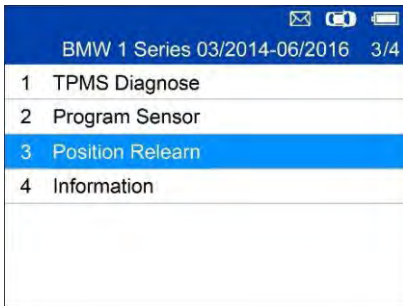 BMW 1 Series 03/2014-06/2016 3/4
1 TPMS Diagnose
2 Program Sensor
3 Position Relearn
4 Information